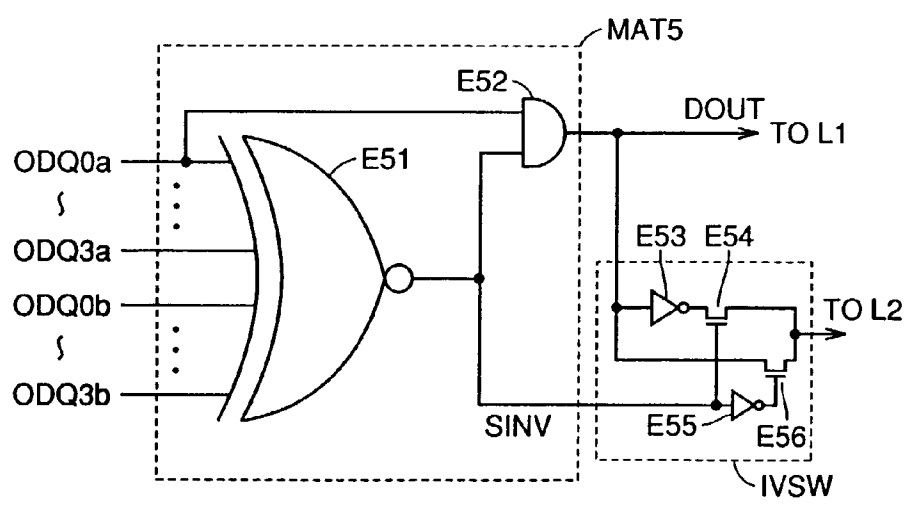 MAT5
E52
DOUT
TO L1
ODQ0a
E51
ODQ3a
E53 E54
ODQ0b
TO L2
ODQ3b
SINV
E55
E56
IVSW